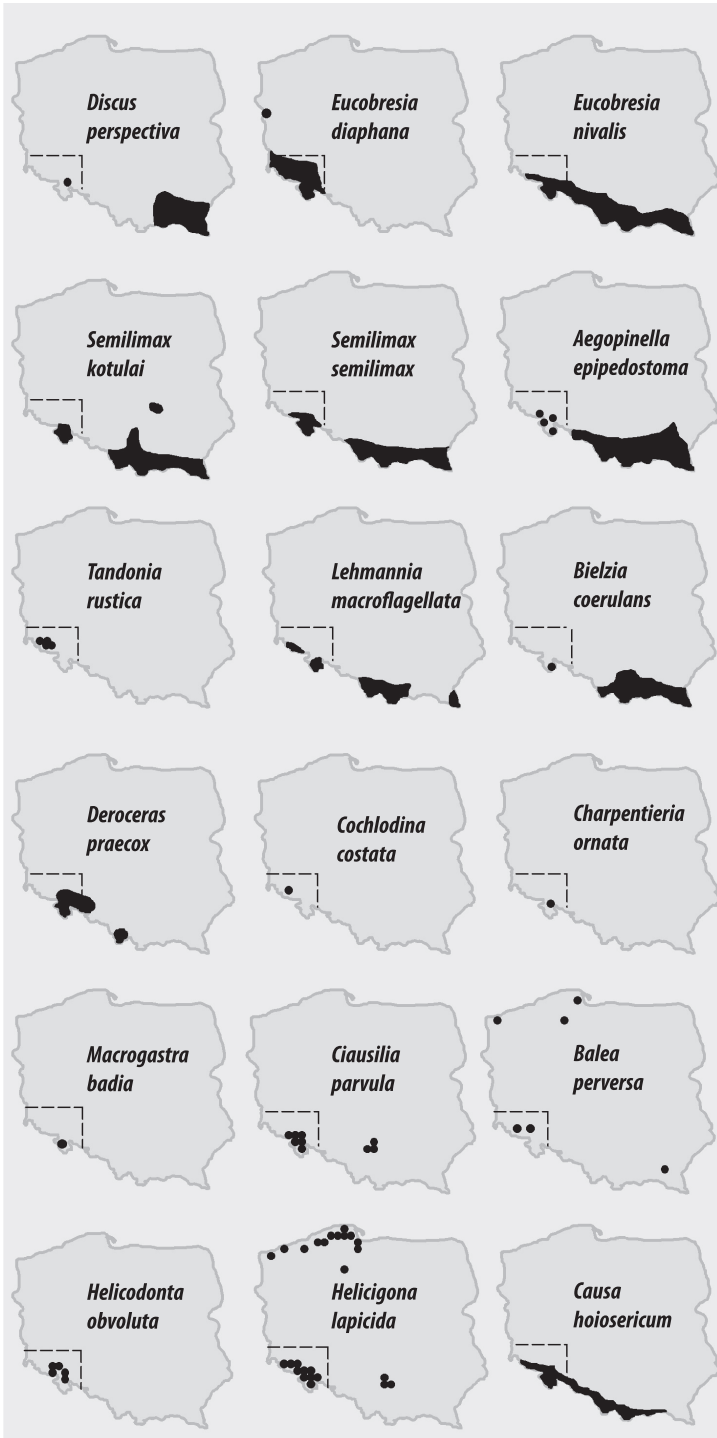 Discus
perspectiva
Eucobresia
diaphana
Eucobresia
nivalis
Semilimax
kotulai
Semilimax
semilimax
Aegopinella
epipedostoma
Tandonia
rustica
Lehmannia
macroflagellata
Bielzia
coerulans
Deroceras
praecox
Cochlodina
costata
Charpentieria
ornata
Macrogastra
badia
Ciausilia
parvula
Balea
perversa
Helicodonta
obvoluta
Helicigona
lapicida
Causa
hoiosericum